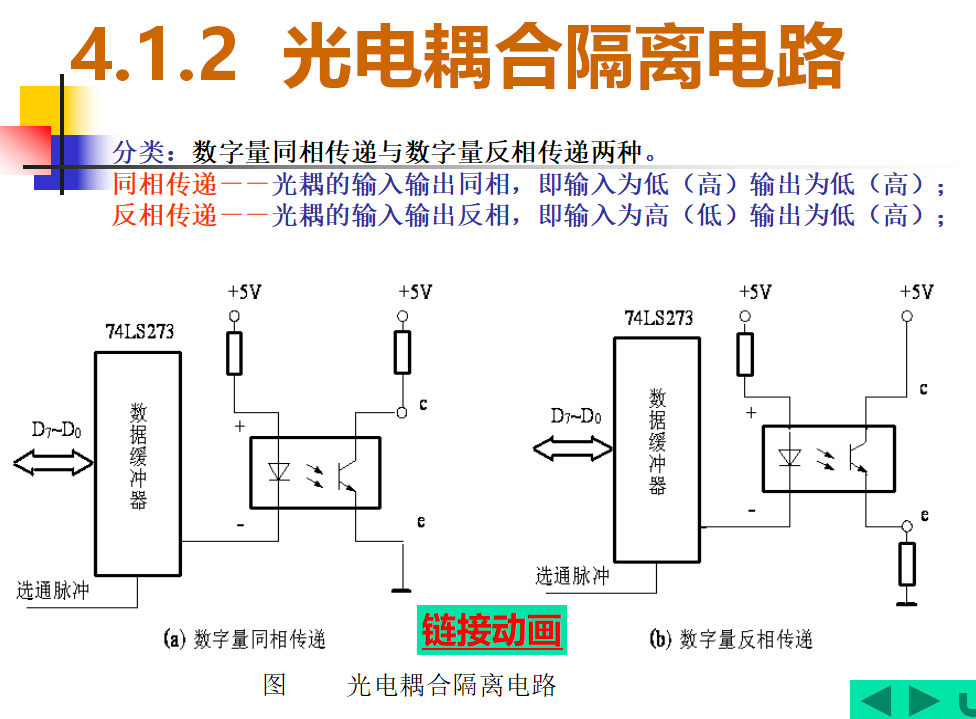 4.1.2 光电耦合隔离电路
分类：数字量同相传递与数字量反相传递两种。
同相传递－－光耦的输入输出同相，即输入为低（高）输出为低（高）；
反相传递－－光耦的输入输出反相，即输入为高（低）输出为低（高）；
+5V
+5V
74LS273
数据缓冲器
D7~D0
c
+
-
e
选通脉冲
(a) 数字量同相传递
+5V
+5V
74LS273
数据缓冲器
D7~D0
c
+
-
e
选通脉冲
(b) 数字量反相传递
链接动画
图 光电耦合隔离电路